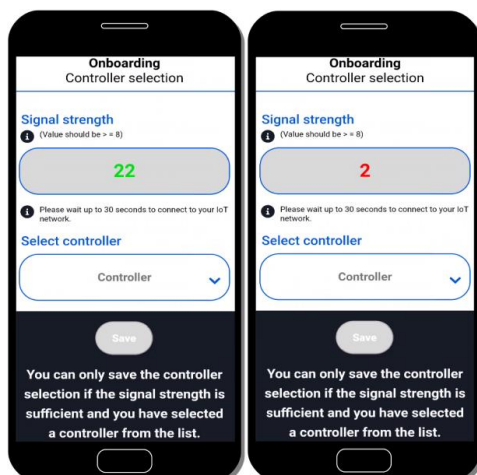 Onboarding
Controller selection
Signal strength
(Value should be > = 8)
22
Please wait up to 30 seconds to connect to your IoT
network.
Select controller
Controller
Save
You can only save the controller
selection if the signal strength is
sufficient and you have selected
a controller from the list.
Onboarding
Controller selection
Signal strength
(Value should be > = 8)
2
Please wait up to 30 seconds to connect to your IoT
network.
Select controller
Controller
Save
You can only save the controller
selection if the signal strength is
sufficient and you have selected
a controller from the list.